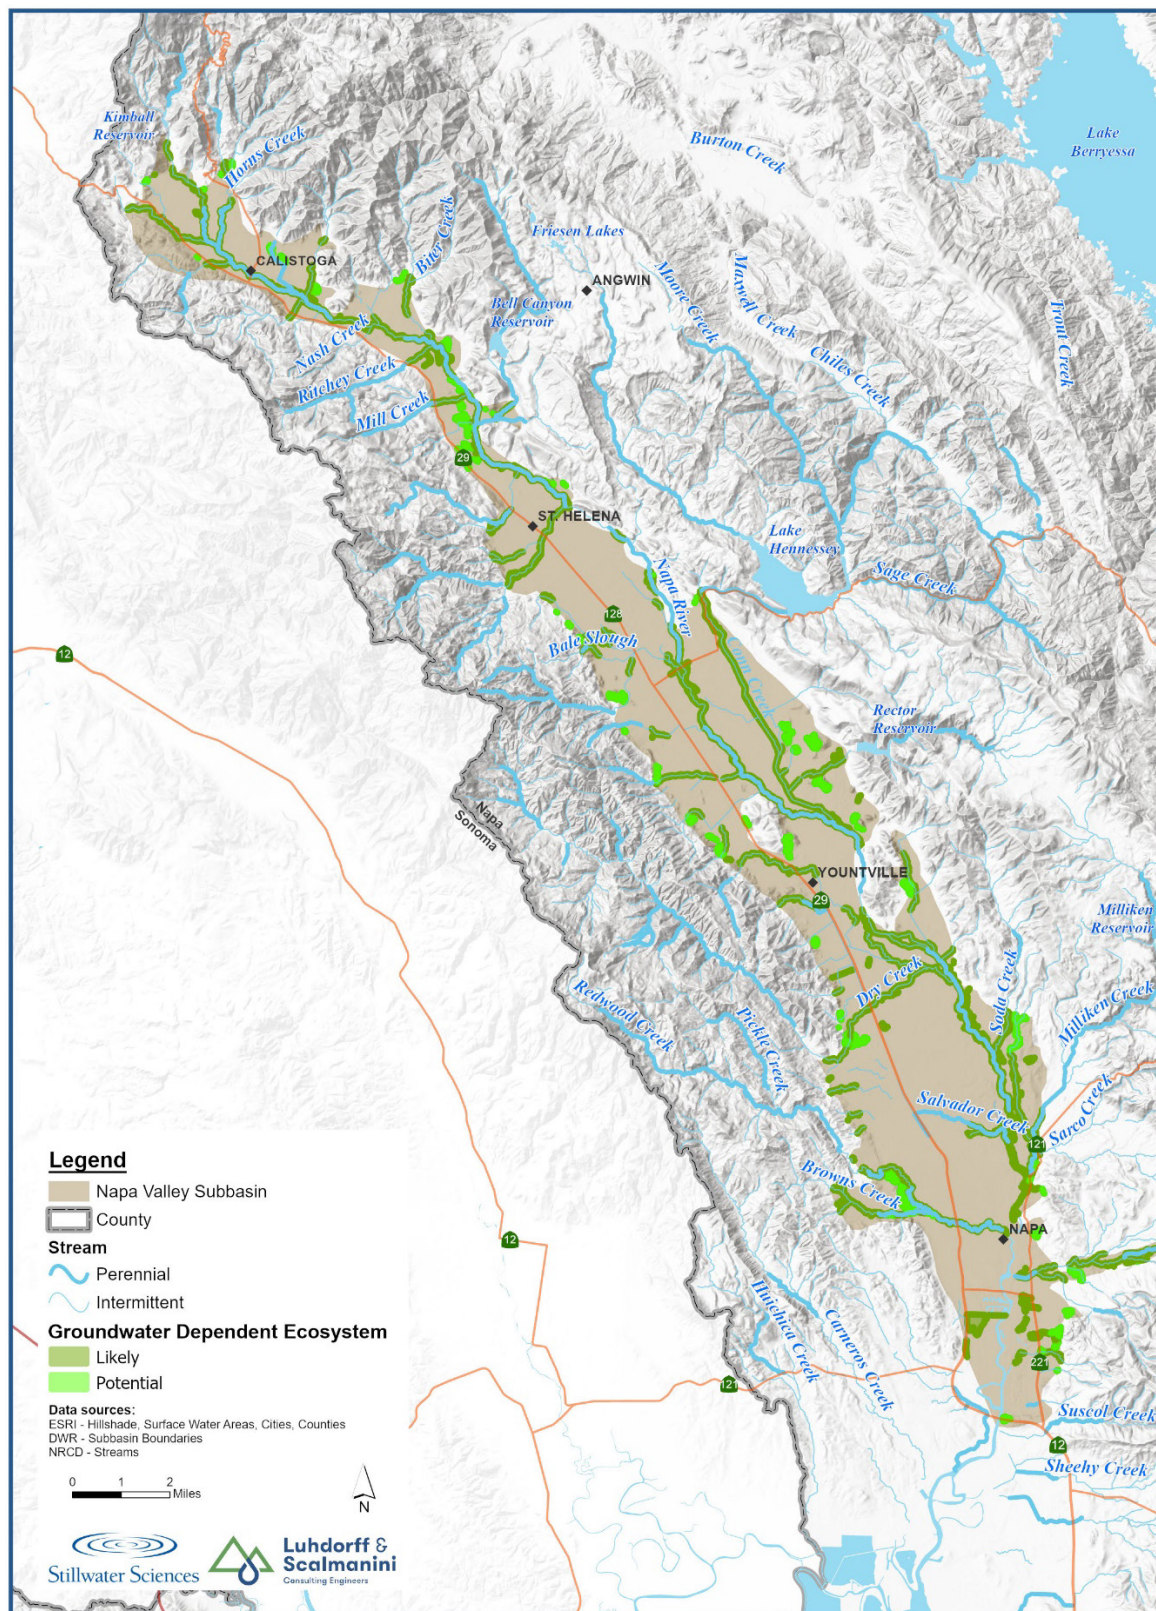 Kimball
Reservoir
Horns Creek
Burton Creek
Lake
Berryessa
Biter Creek
Friesen Lakes
CALISTOGA
ANGWIN
Moore Creek
Maxwell Creek
Bell Canyon
Reservoir
Trout Creek
Nash Creek
Chiles Creek
Ritchey Creek
Mill Creek
29
ST. HELENA
Lake
Hennessey
Napa River
Sage Creek
128
Bale Slough
12
Conn Creek
Rector
Reservoir
Napa
Sonoma
YOUNTVILLE
29
Milliken
Reservoir
Dry Creek
Soda Creek
Redwood Creek
Pickle Creek
Milliken Creek
Salvador Creek
Sarco Creek
121
Browns Creek
NAPA
12
Huichica Creek
Carneros Creek
221
121
Suscol Creek
12
Sheehy Creek
Legend
Napa Valley Subbasin
County
Stream
Perennial
Intermittent
Groundwater Dependent Ecosystem
Likely
Potential
Data sources:
ESRI - Hillshade, Surface Water Areas, Cities, Counties
DWR - Subbasin Boundaries
NRCD - Streams
0 1 2
Miles
N
Stillwater Sciences
Luhdorff &
Scalmanini
Consulting Engineers